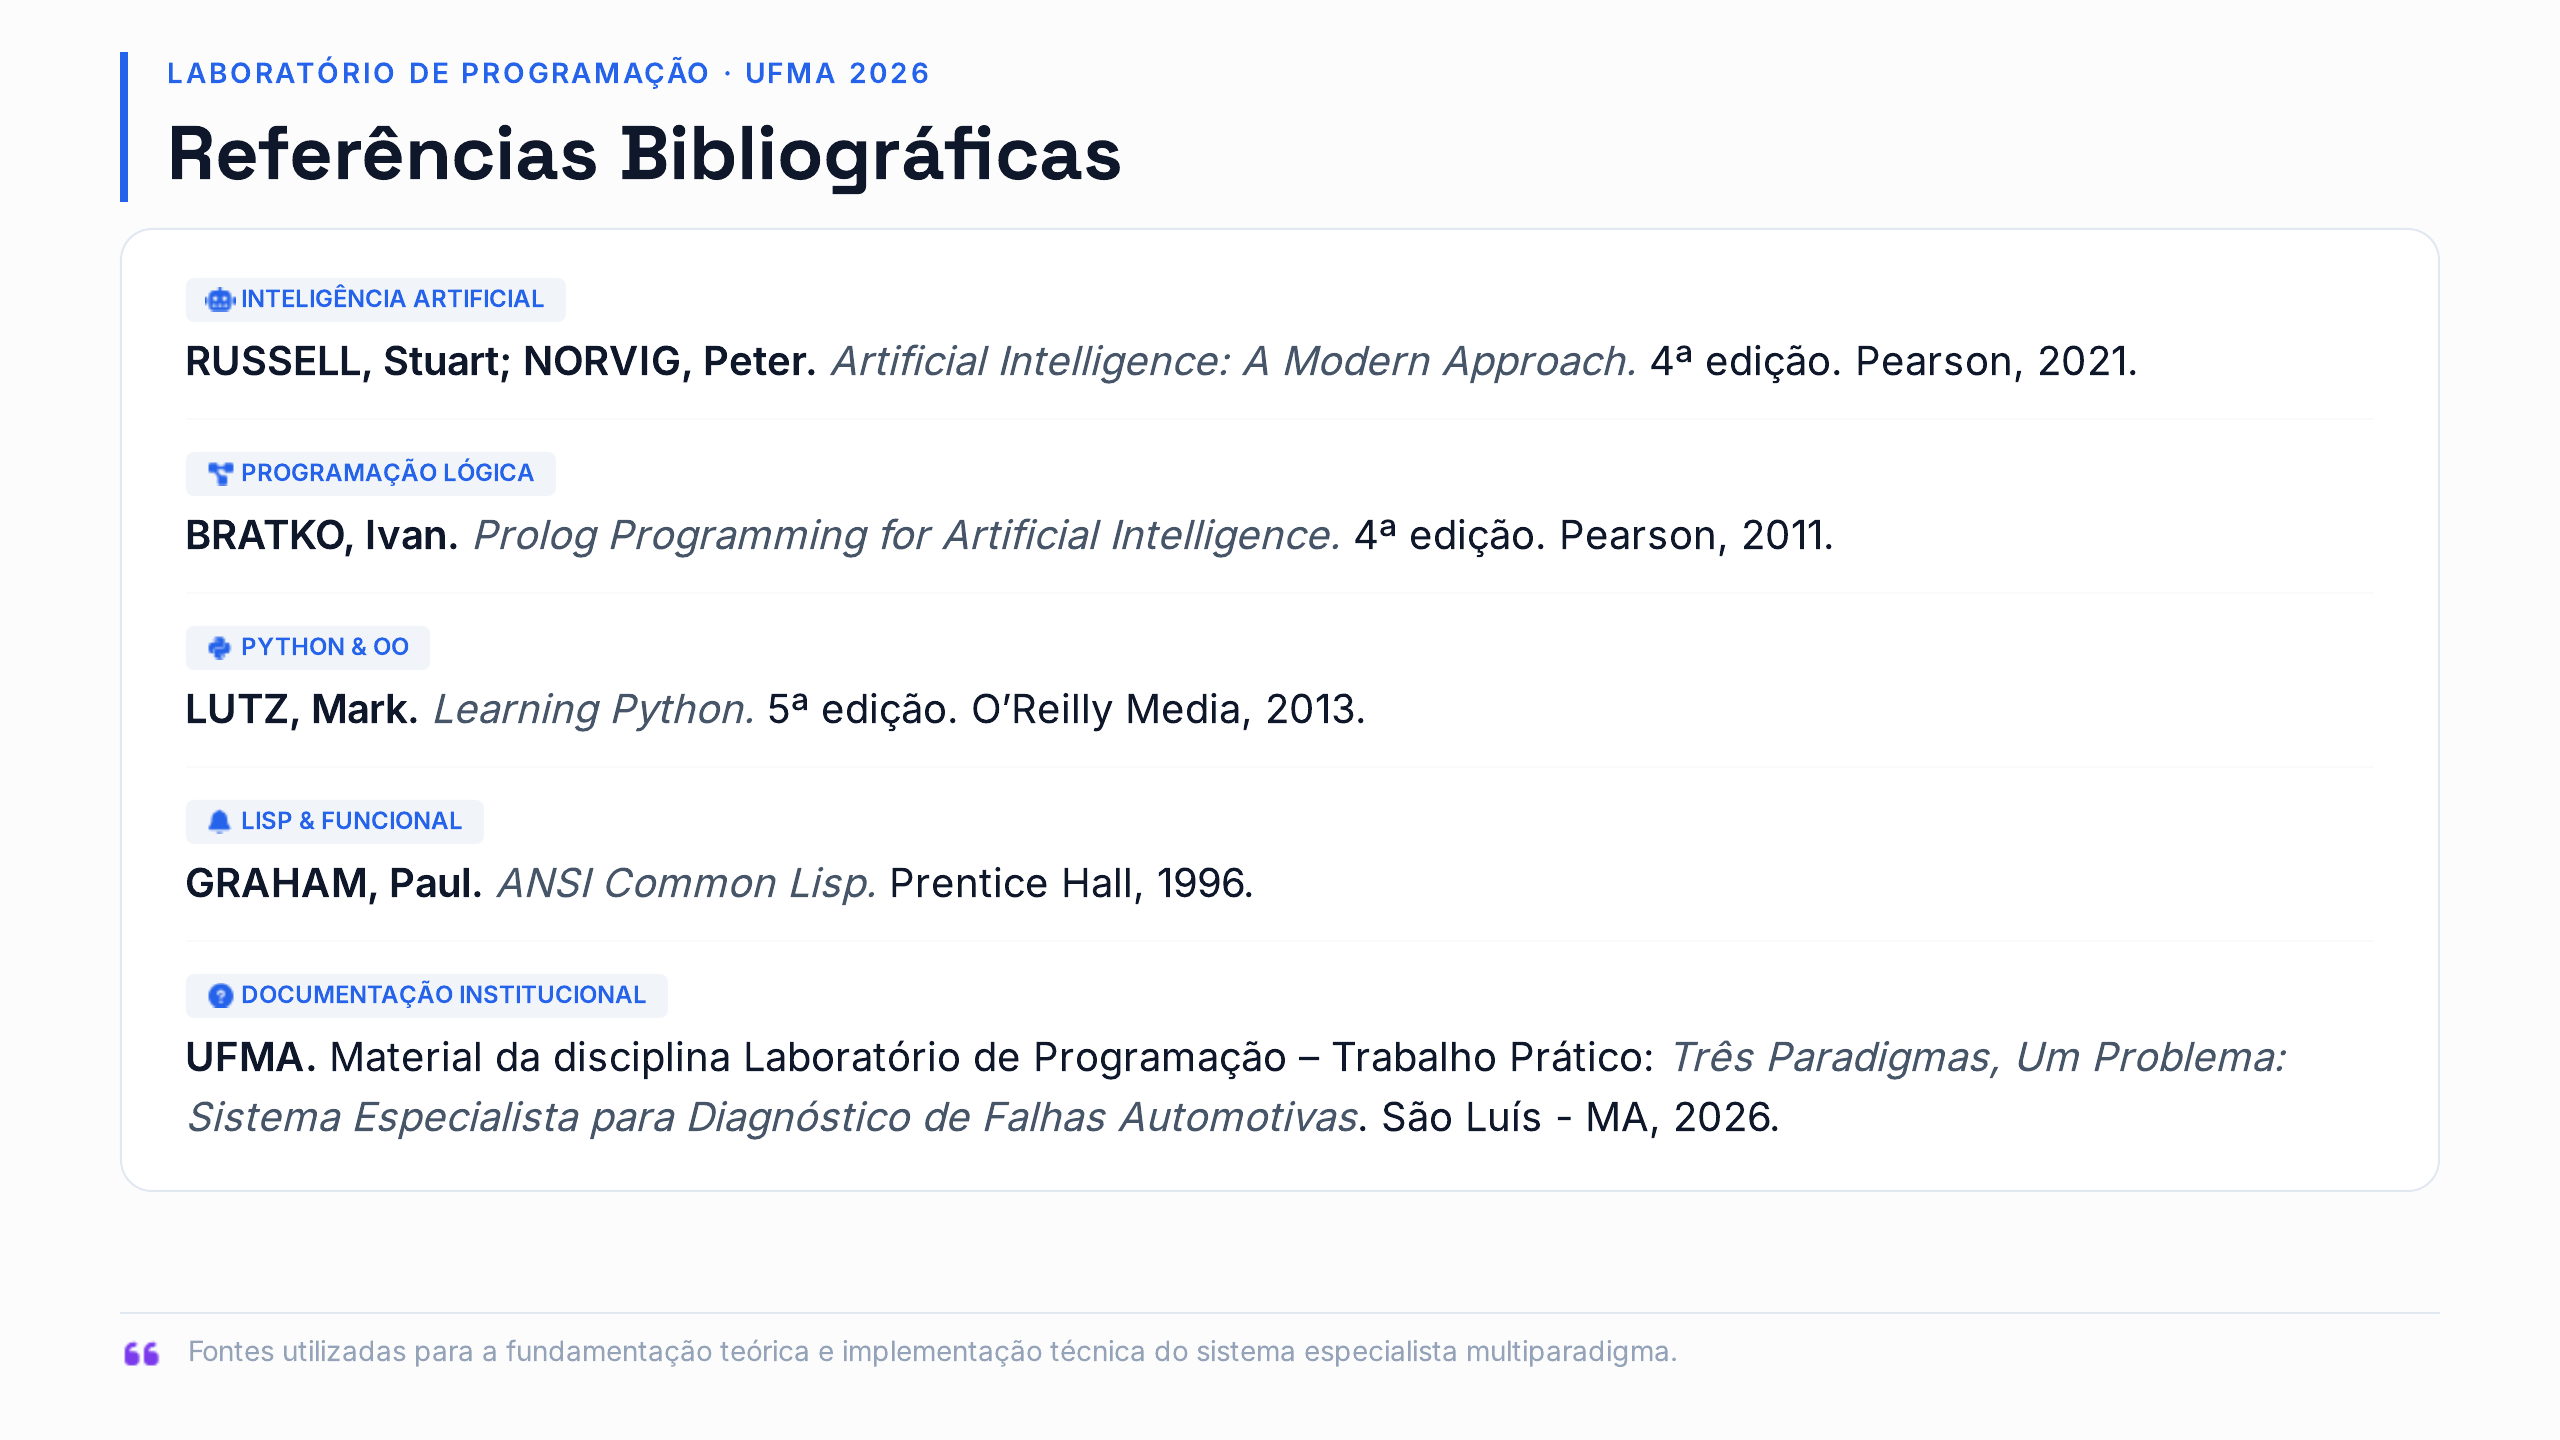 LABORATÓRIO DE PROGRAMAÇÃO · UFMA 2026
Referências Bibliográficas
INTELIGÊNCIA ARTIFICIAL
RUSSELL, Stuart; NORVIG, Peter. Artificial Intelligence: A Modern Approach. 4ª edição. Pearson, 2021.
PROGRAMAÇÃO LÓGICA
BRATKO, Ivan. Prolog Programming for Artificial Intelligence. 4ª edição. Pearson, 2011.
PYTHON & OO
LUTZ, Mark. Learning Python. 5ª edição. O’Reilly Media, 2013.
LISP & FUNCIONAL
GRAHAM, Paul. ANSI Common Lisp. Prentice Hall, 1996.
DOCUMENTAÇÃO INSTITUCIONAL
UFMA. Material da disciplina Laboratório de Programação – Trabalho Prático: Três Paradigmas, Um Problema:
Sistema Especialista para Diagnóstico de Falhas Automotivas. São Luís - MA, 2026.
Fontes utilizadas para a fundamentação teórica e implementação técnica do sistema especialista multiparadigma.